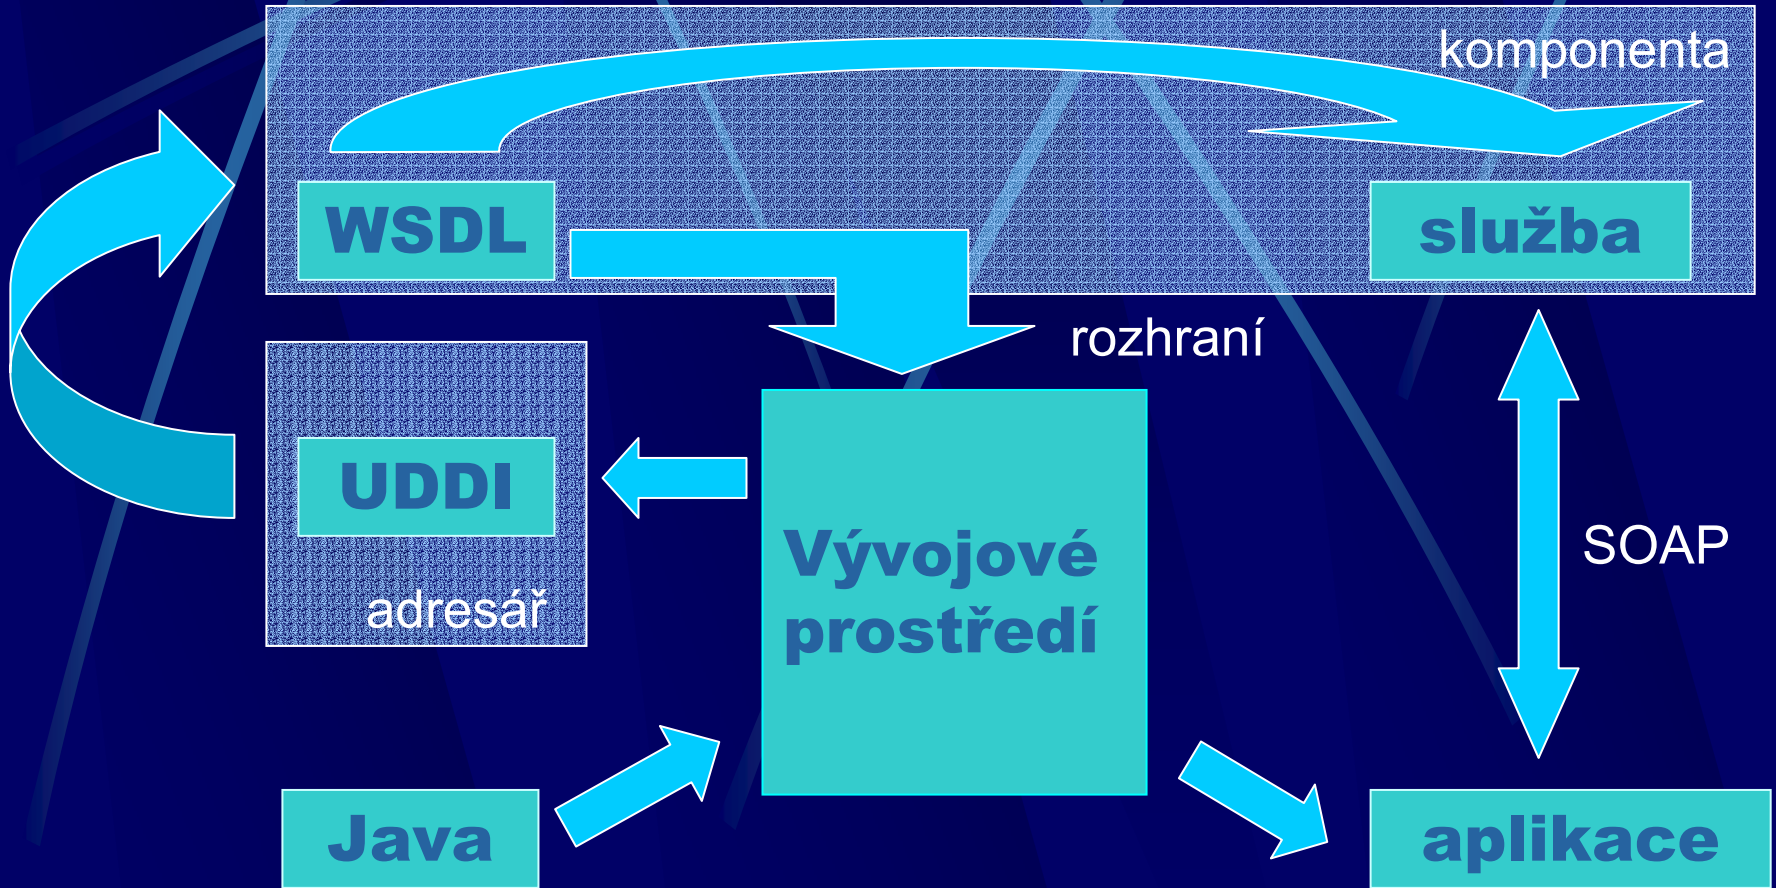 komponenta
WSDL
služba
rozhraní
UDDI
adresář
Vývojové
prostředí
SOAP
Java
aplikace